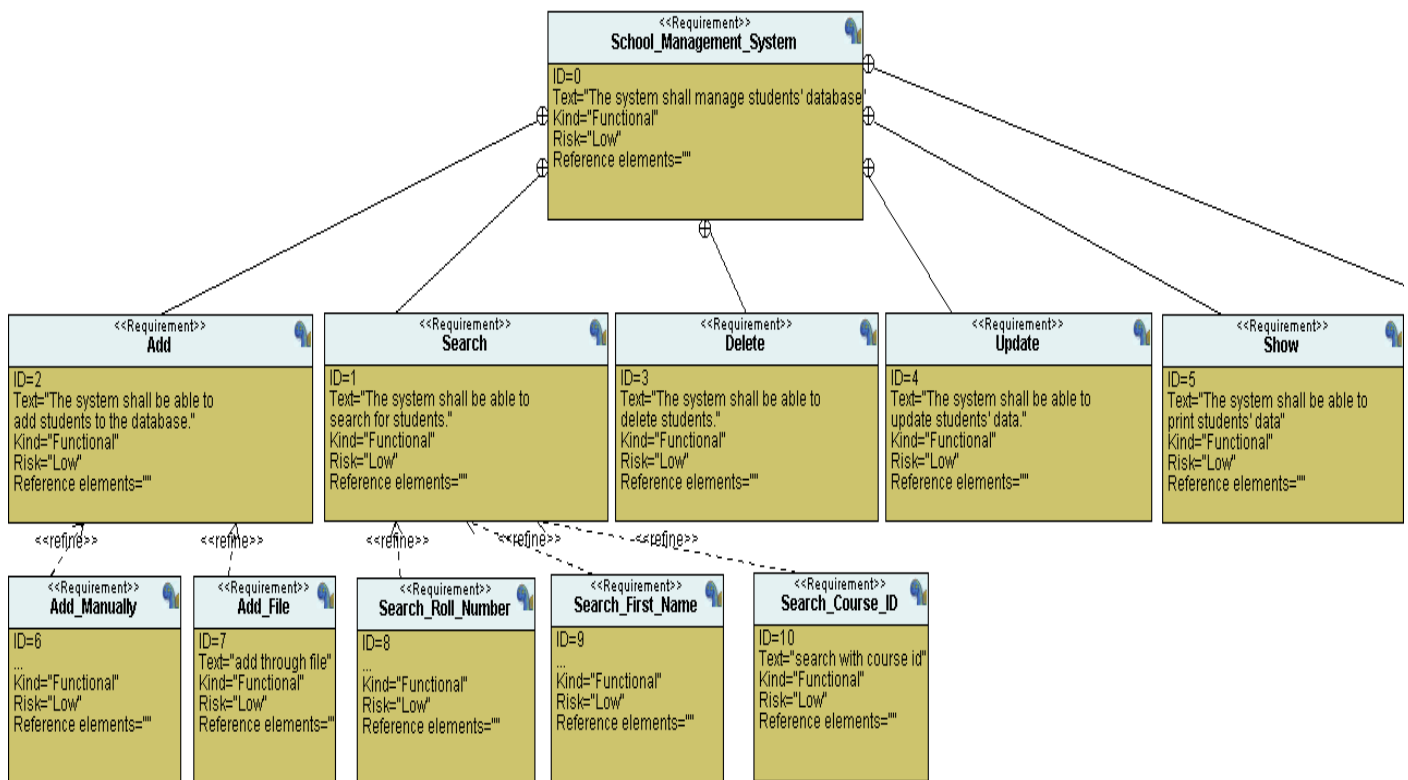 <<Requirement>>
School_Management_System
ID=0
Text="The system shall manage students' database"
Kind="Functional"
Risk="Low"
Reference elements=""
<<Requirement>>
Add
ID=2
Text="The system shall be able to
add students to the database."
Kind="Functional"
Risk="Low"
Reference elements=""
<<Requirement>>
Search
ID=1
Text="The system shall be able to
search for students."
Kind="Functional"
Risk="Low"
Reference elements=""
<<Requirement>>
Delete
ID=3
Text="The system shall be able to
delete students."
Kind="Functional"
Risk="Low"
Reference elements=""
<<Requirement>>
Update
ID=4
Text="The system shall be able to
update students' data."
Kind="Functional"
Risk="Low"
Reference elements=""
<<Requirement>>
Show
ID=5
Text="The system shall be able to
print students' data"
Kind="Functional"
Risk="Low"
Reference elements=""
<<refine>>
<<refine>>
<<refine>>
<<refine>>
<<refine>>
<<Requirement>>
Add_Manually
ID=6
...
Kind="Functional"
Risk="Low"
Reference elements=""
<<Requirement>>
Add_File
ID=7
Text="add through file"
Kind="Functional"
Risk="Low"
Reference elements=""
<<Requirement>>
Search_Roll_Number
ID=8
...
Kind="Functional"
Risk="Low"
Reference elements=""
<<Requirement>>
Search_First_Name
ID=9
...
Kind="Functional"
Risk="Low"
Reference elements=""
<<Requirement>>
Search_Course_ID
ID=10
Text="search with course id"
Kind="Functional"
Risk="Low"
Reference elements=""